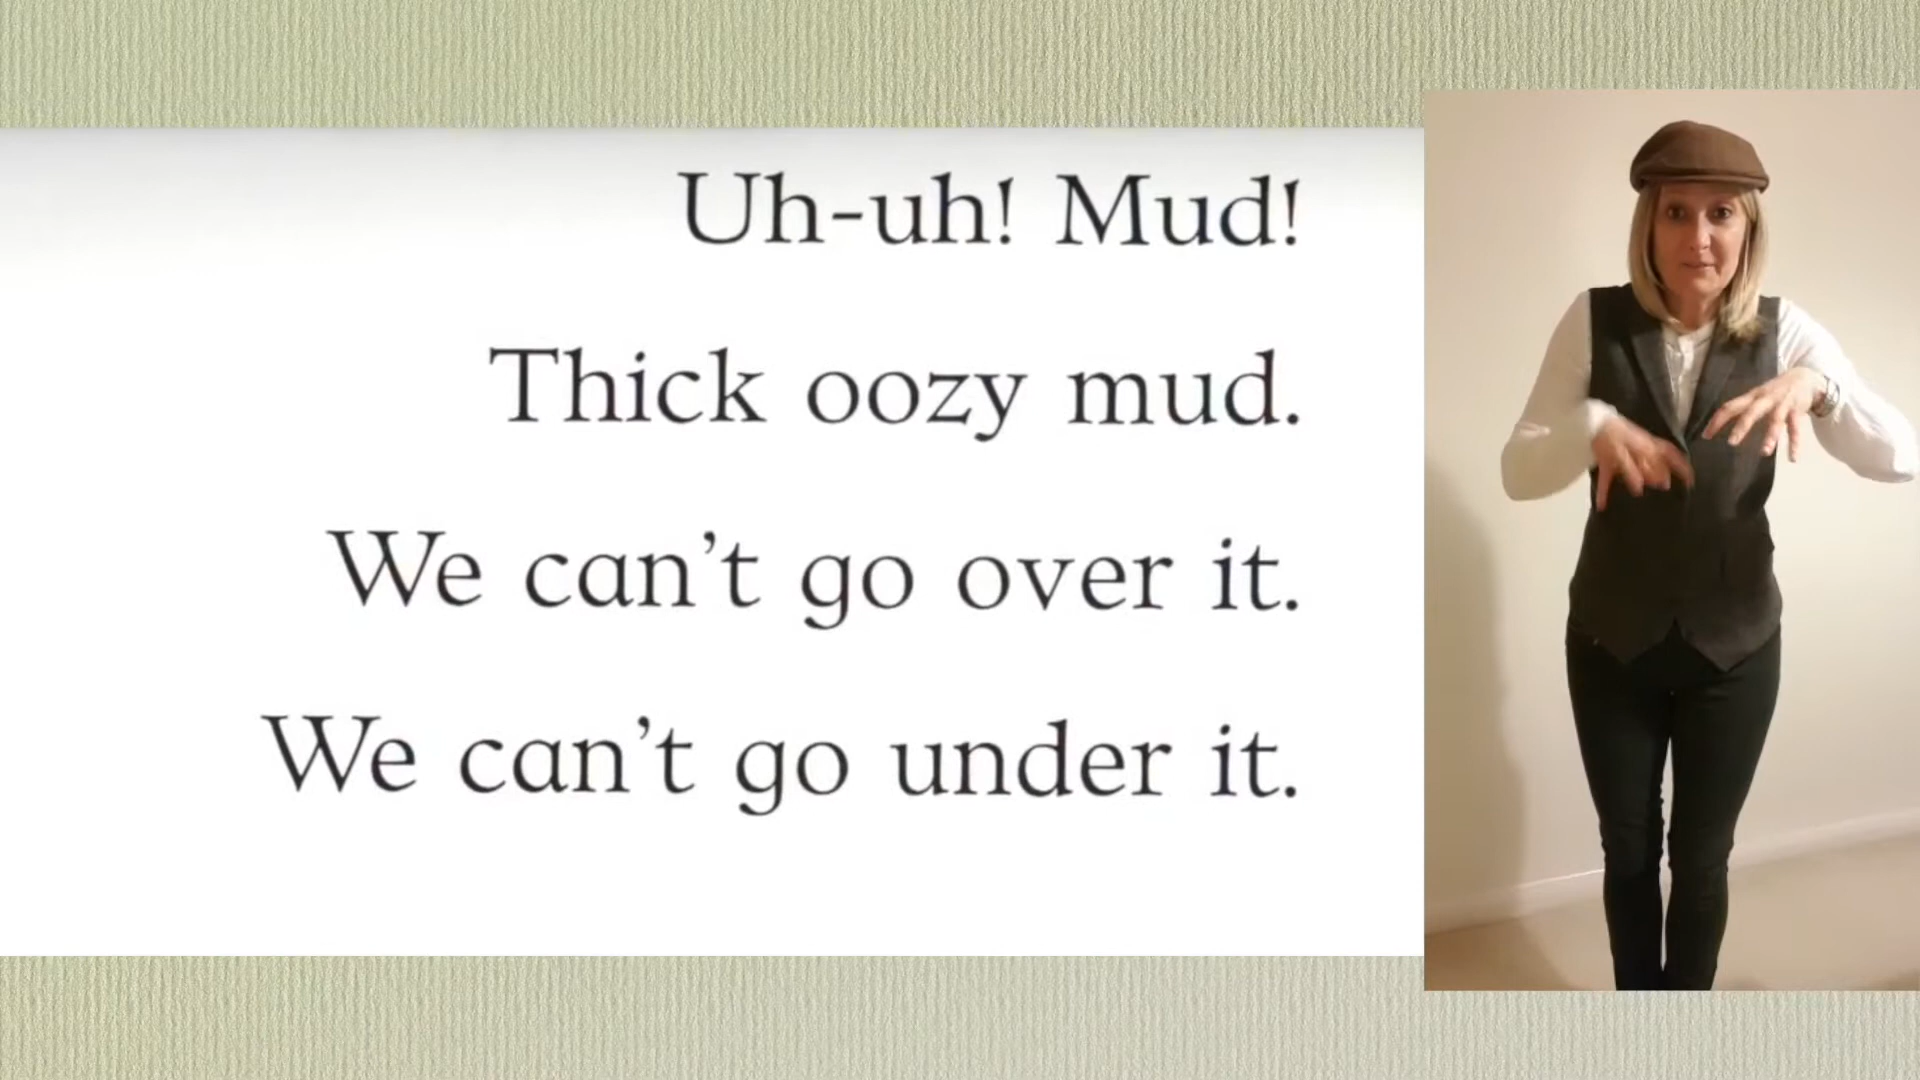 Uh-uh! Mud!
Thick oozy mud.
We can't go over it.
We can't go under it.